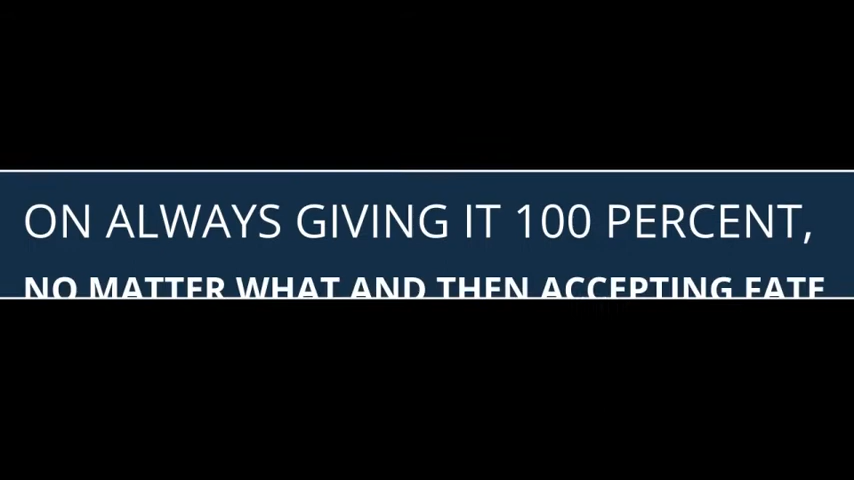 ON ALWAYS GIVING IT 100 PERCENT,
NO MATTER WHAT AND THEN ACCEPTING FATE